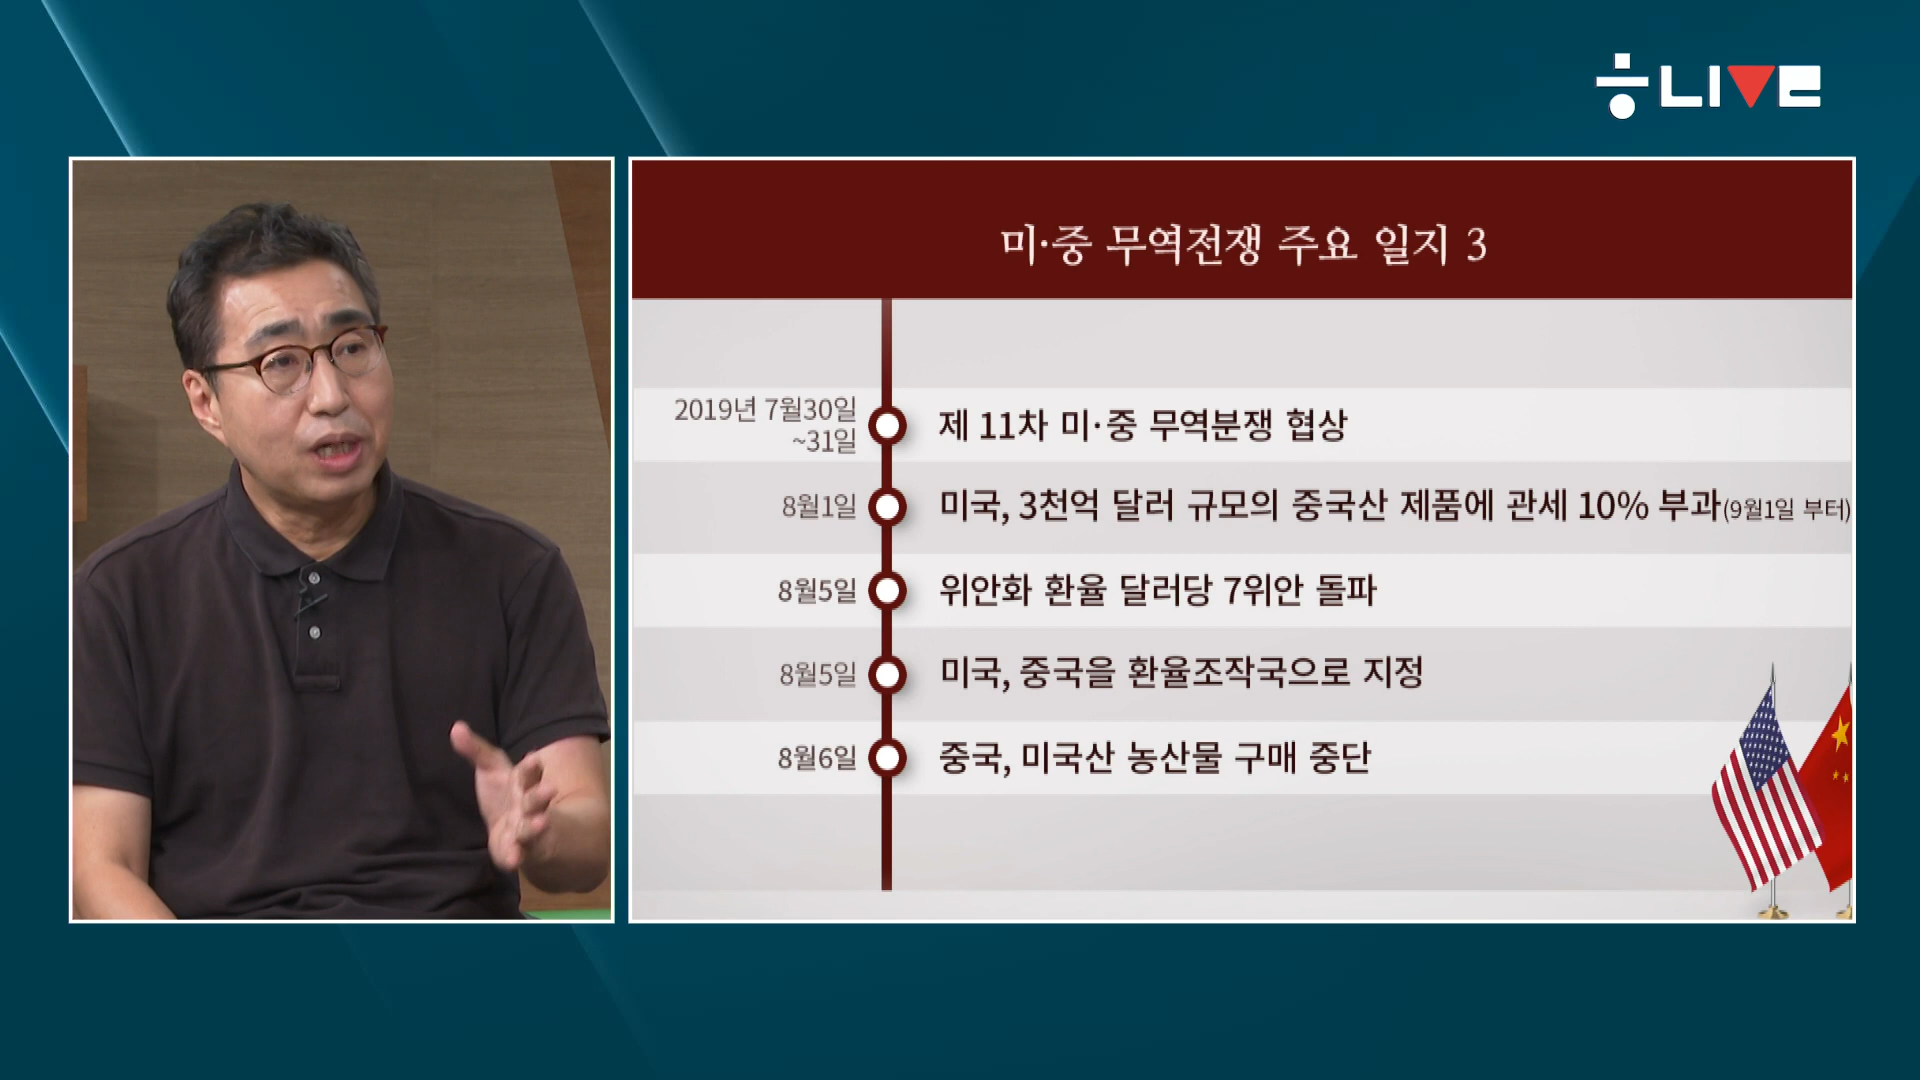 ㅎ LIVE
미·중 무역전쟁 주요 일지 3
2019년 7월30일
~31일
제 11차 미·중 무역분쟁 협상
8월1일
미국, 3천억 달러 규모의 중국산 제품에 관세 10% 부과(9월1일 부터)
8월5일
위안화 환율 달러당 7위안 돌파
8월5일
미국, 중국을 환율조작국으로 지정
8월6일
중국, 미국산 농산물 구매 중단